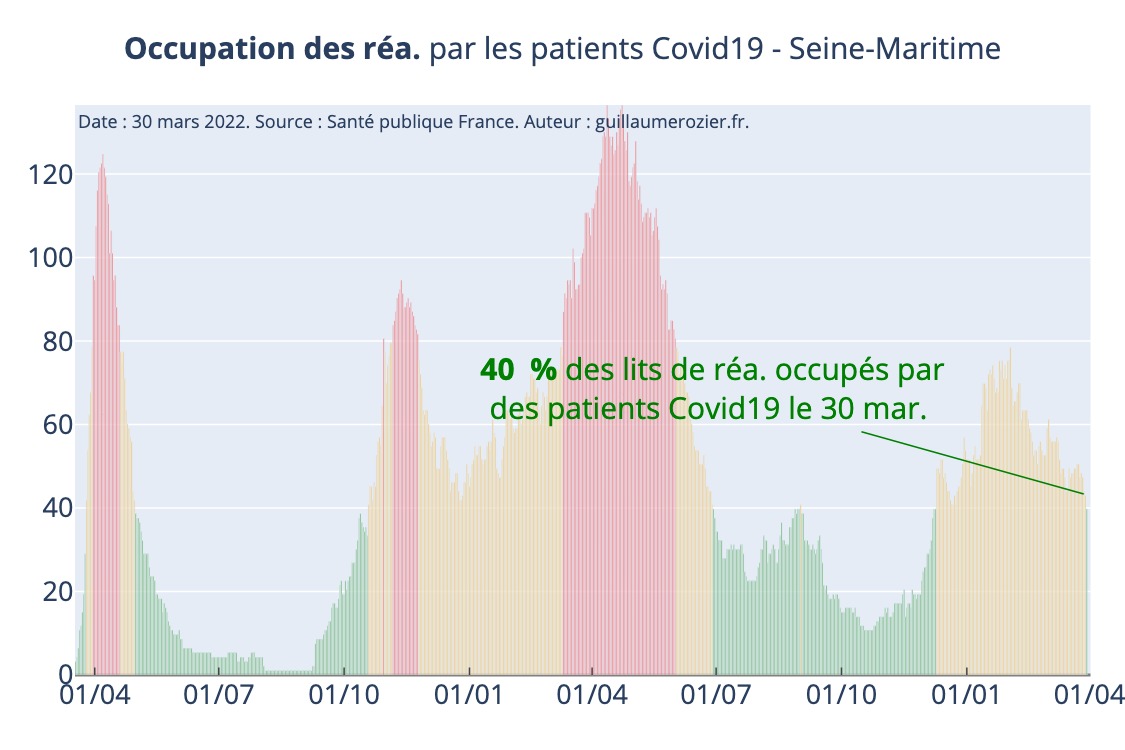 Occupation des réa. par les patients Covid19 - Seine-Maritime
Date : 30 mars 2022. Source : Santé publique France. Auteur : guillaumerozier.fr.
120
100
80
40 % des lits de réa. occupés par
des patients Covid19 le 30 mar.
60
40
20
0
01/04 01/07 01/10 01/01 01/04 01/07 01/10 01/01 01/04